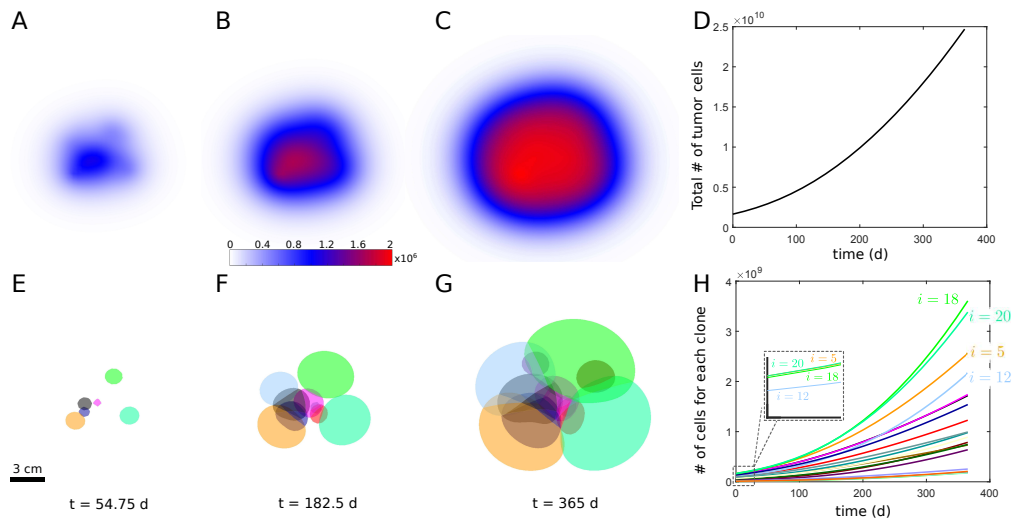 A
B
C
D
×10^10
2.5
2
1.5
1
0.5
0
0 100 200 300 400
Total # of tumor cells
time (d)
0 0.4 0.8 1.2 1.6 2
x10^6
E
F
G
H
×10^9
4
3
2
1
0
0 100 200 300 400
# of cells for each clone
time (d)
i = 18
i = 20
i = 5
i = 12
i = 20
i = 5
i = 18
i = 12
3 cm
t = 54.75 d
t = 182.5 d
t = 365 d